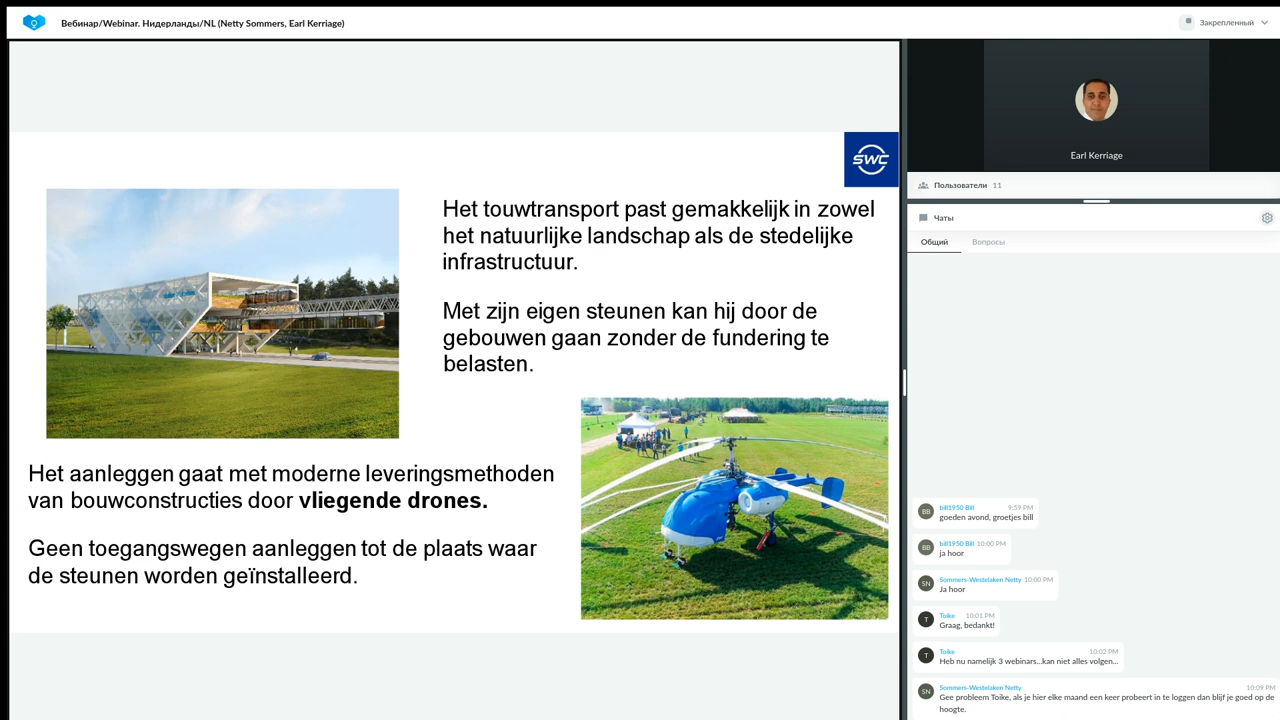 Вебинар/Webinar. Нидерланды/NL (Netty Sommers, Earl Kerriage)
Закрепленный
SWC
Het touwtransport past gemakkelijk in zowel
het natuurlijke landschap als de stedelijke
infrastructuur.
Met zijn eigen steunen kan hij door de
gebouwen gaan zonder de fundering te
belasten.
Het aanleggen gaat met moderne leveringsmethoden
van bouwconstructies door vliegende drones.
Geen toegangswegen aanleggen tot de plaats waar
de steunen worden geïnstalleerd.
Earl Kerriage
Пользователи 11
Чаты
Общий Вопросы
BB bill1950 Bill 9:59 PM
goeden avond, groetjes bill
BB bill1950 Bill 10:00 PM
ja hoor
SN Sommers-Westelaken Netty 10:00 PM
Ja hoor
T Toike 10:01 PM
Graag, bedankt!
T Toike 10:02 PM
Heb nu namelijk 3 webinars...kan niet alles volgen...
SN Sommers-Westelaken Netty 10:09 PM
Gee probleem Toike, als je hier elke maand een keer probeert in te loggen dan blijf je goed op de
hoogte.